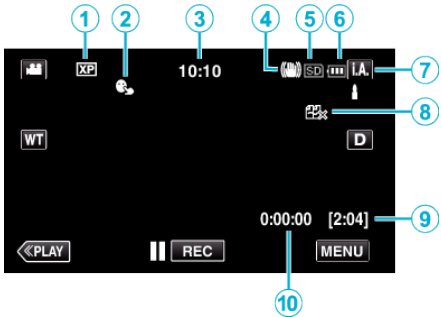 1 2 3 4 5 6
XP 10:10 SD i.A. 7
8
WT D
0:00:00 [2:04] 9
≪PLAY REC MENU
10